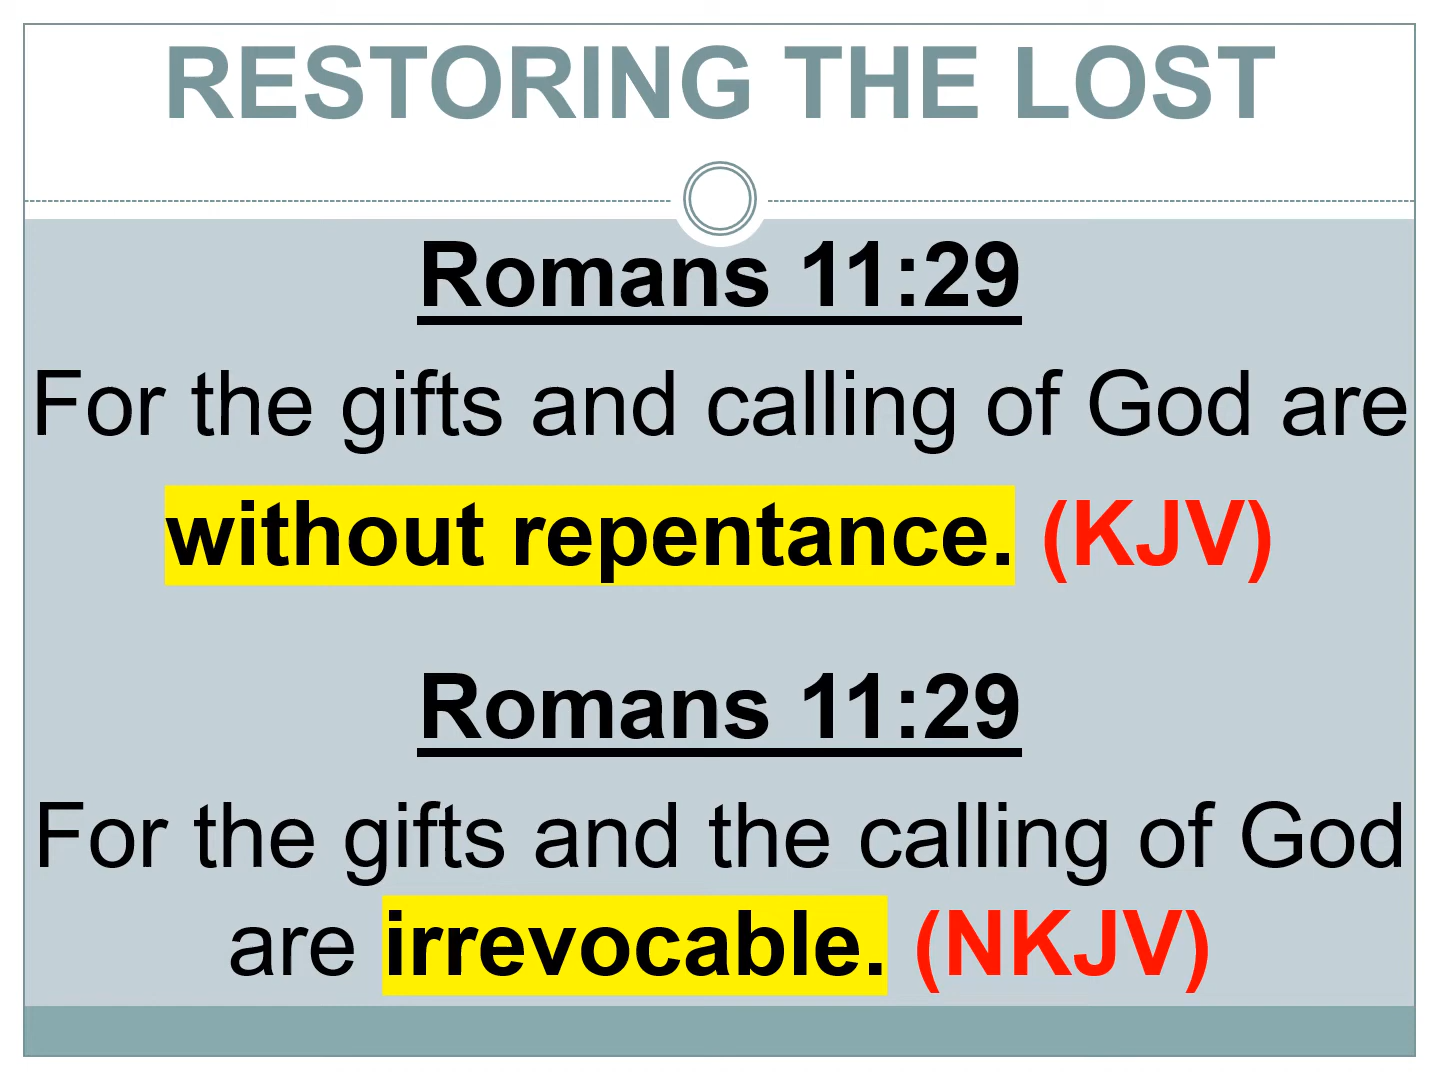 RESTORING THE LOST
Romans 11:29
For the gifts and calling of God are
without repentance. (KJV)
Romans 11:29
For the gifts and the calling of God
are irrevocable. (NKJV)